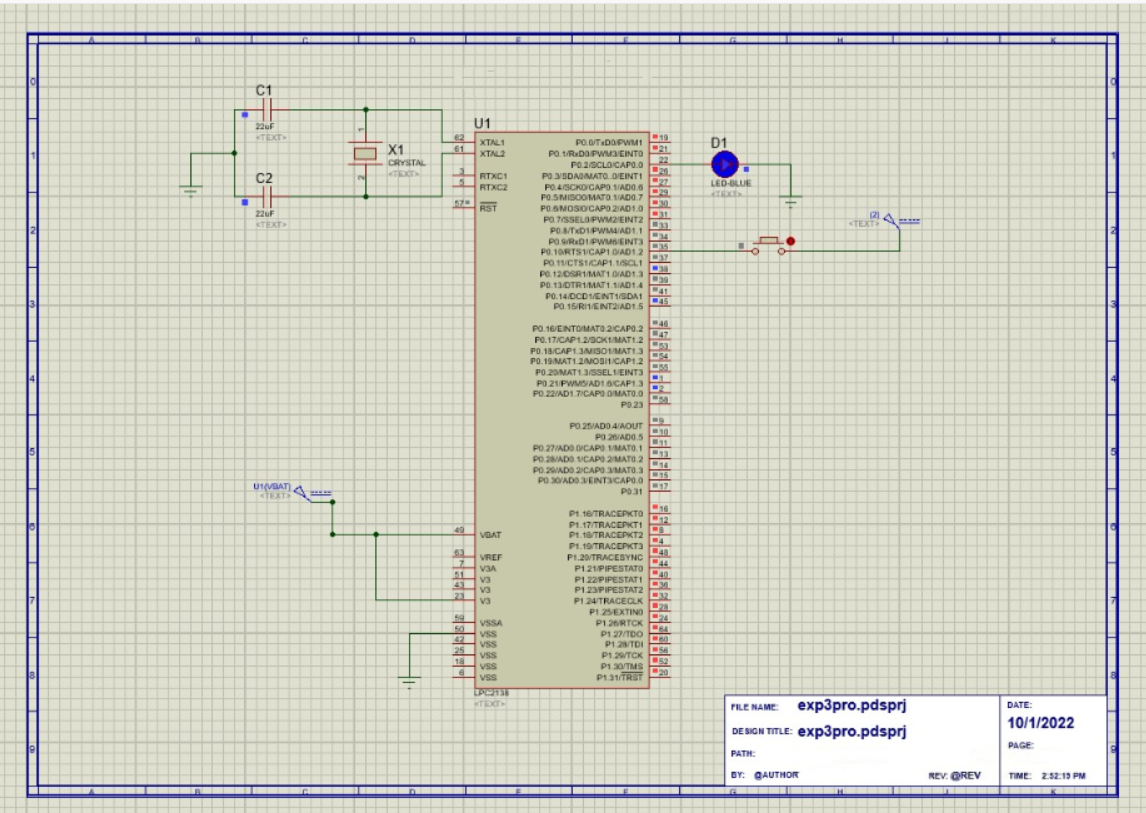 A B C D E F G H J K
0 0
1 1
2 2
3 3
4 4
5 5
6 6
7 7
8 8
9 9
C1
22uF
<TEXT>
C2
22uF
<TEXT>
1
X1
CRYSTAL
<TEXT>
2
U1
62 XTAL1
61 XTAL2
3 RTXC1
5 RTXC2
57 RST
49 VBAT
63 VREF
7 V3A
51 V3
43 V3
23 V3
59 VSSA
50 VSS
42 VSS
25 VSS
18 VSS
6 VSS
P0.0/TxD0/PWM1 19
P0.1/RxD0/PWM3/EINT0 21
P0.2/SCL0/CAP0.0 22
P0.3/SDA0/MAT0..0/EINT1 26
P0.4/SCK0/CAP0.1/AD0.6 27
P0.5/MISO0/MAT0.1/AD0.7 29
P0.6/MOSI0/CAP0.2/AD1.0 30
P0.7/SSEL0/PWM2/EINT2 31
P0.8/TxD1/PWM4/AD1.1 33
P0.9/RxD1/PWM6/EINT3 34
P0.10/RTS1/CAP1.0/AD1.2 35
P0.11/CTS1/CAP1.1/SCL1 37
P0.12/DSR1/MAT1.0/AD1.3 38
P0.13/DTR1/MAT1.1/AD1.4 39
P0.14/DCD1/EINT1/SDA1 41
P0.15/RI1/EINT2/AD1.5 45
P0.16/EINT0/MAT0.2/CAP0.2 46
P0.17/CAP1.2/SCK1/MAT1.2 47
P0.18/CAP1.3/MISO1/MAT1.3 53
P0.19/MAT1.2/MOSI1/CAP1.2 54
P0.20/MAT1.3/SSEL1/EINT3 55
P0.21/PWM5/AD1.6/CAP1.3 1
P0.22/AD1.7/CAP0.0/MAT0.0 2
P0.23 58
P0.25/AD0.4/AOUT 9
P0.26/AD0.5 10
P0.27/AD0.0/CAP0.1/MAT0.1 11
P0.28/AD0.1/CAP0.2/MAT0.2 13
P0.29/AD0.2/CAP0.3/MAT0.3 14
P0.30/AD0.3/EINT3/CAP0.0 15
P0.31 17
P1.16/TRACEPKT0 16
P1.17/TRACEPKT1 12
P1.18/TRACEPKT2 8
P1.19/TRACEPKT3 4
P1.20/TRACESYNC 48
P1.21/PIPESTAT0 44
P1.22/PIPESTAT1 40
P1.23/PIPESTAT2 36
P1.24/TRACECLK 32
P1.25/EXTIN0 28
P1.26/RTCK 24
P1.27/TDO 64
P1.28/TDI 60
P1.29/TCK 56
P1.30/TMS 52
P1.31/TRST 20
LPC2138
<TEXT>
D1
LED-BLUE
<TEXT>
(2)
<TEXT>
U1(VBAT)
<TEXT>
FILE NAME: exp3pro.pdsprj
DESIGN TITLE: exp3pro.pdsprj
PATH:
BY: @AUTHOR REV: @REV
DATE:
10/1/2022
PAGE:
TIME: 2:52:15 PM
A B C D E F G H J K